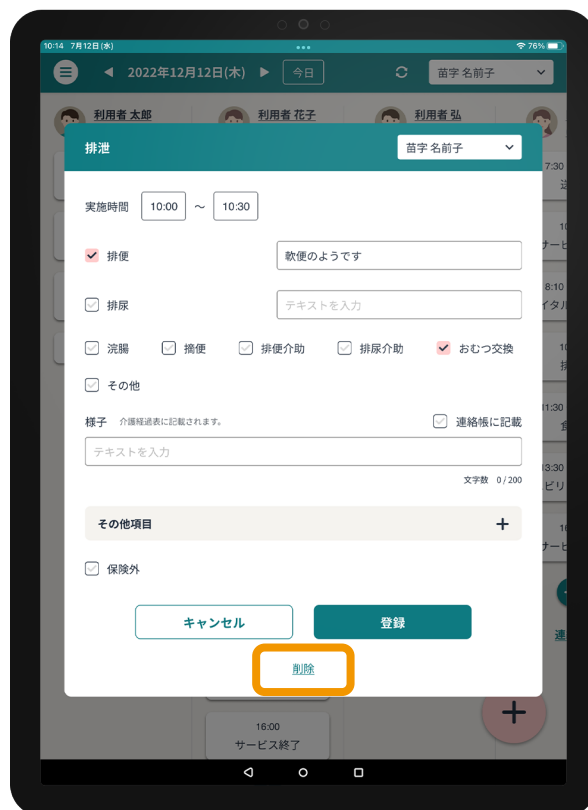 10:14 7月12日(水)
76%
2022年12月12日(木)
今日
苗字 名前子
利用者 太郎
利用者 花子
利用者 弘
排泄
苗字 名前子
7:30
実施時間 10:00 ～ 10:30
排便 軟便のようです
排尿 テキストを入力
8:10
浣腸 摘便 排便介助 排尿介助 おむつ交換
その他
11:30
様子 介護経過表に記載されます。 連絡帳に記載
テキストを入力
文字数 0/200
その他項目
保険外
キャンセル 登録
削除
16:00
サービス終了